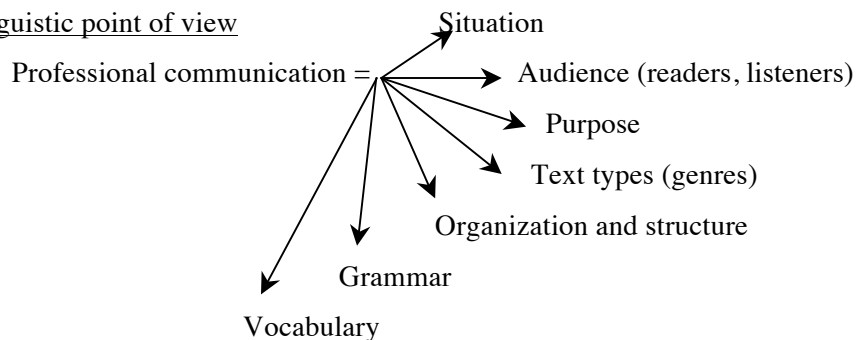 guistic point of view
Situation
Professional communication =
Audience (readers, listeners)
Purpose
Text types (genres)
Organization and structure
Grammar
Vocabulary